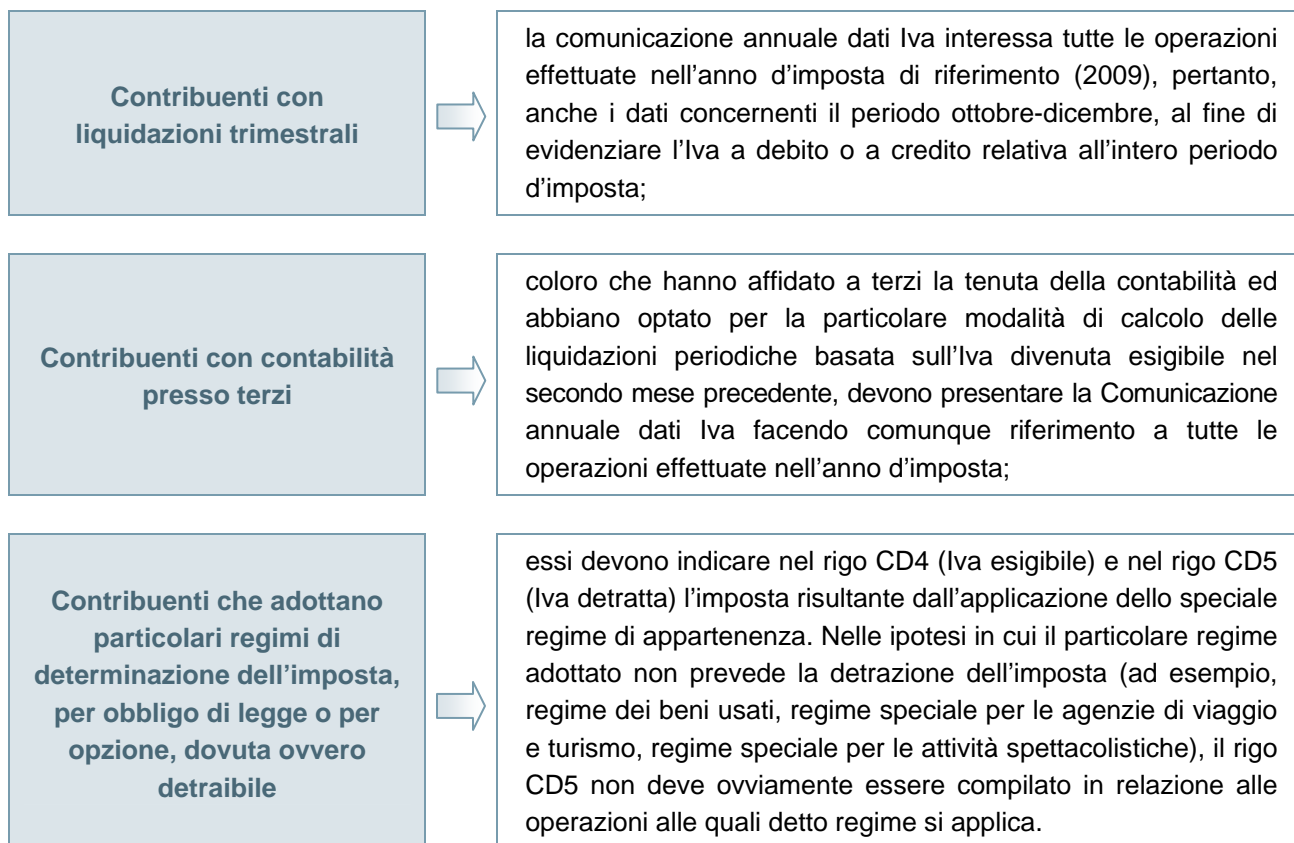 Contribuenti con
liquidazioni trimestrali
la comunicazione annuale dati Iva interessa tutte le operazioni
effettuate nell’anno d’imposta di riferimento (2009), pertanto,
anche i dati concernenti il periodo ottobre-dicembre, al fine di
evidenziare l’Iva a debito o a credito relativa all’intero periodo
d’imposta;
Contribuenti con contabilità
presso terzi
coloro che hanno affidato a terzi la tenuta della contabilità ed
abbiano optato per la particolare modalità di calcolo delle
liquidazioni periodiche basata sull’Iva divenuta esigibile nel
secondo mese precedente, devono presentare la Comunicazione
annuale dati Iva facendo comunque riferimento a tutte le
operazioni effettuate nell’anno d’imposta;
Contribuenti che adottano
particolari regimi di
determinazione dell’imposta,
per obbligo di legge o per
opzione, dovuta ovvero
detraibile
essi devono indicare nel rigo CD4 (Iva esigibile) e nel rigo CD5
(Iva detratta) l’imposta risultante dall’applicazione dello speciale
regime di appartenenza. Nelle ipotesi in cui il particolare regime
adottato non prevede la detrazione dell’imposta (ad esempio,
regime dei beni usati, regime speciale per le agenzie di viaggio
e turismo, regime speciale per le attività spettacolistiche), il rigo
CD5 non deve ovviamente essere compilato in relazione alle
operazioni alle quali detto regime si applica.